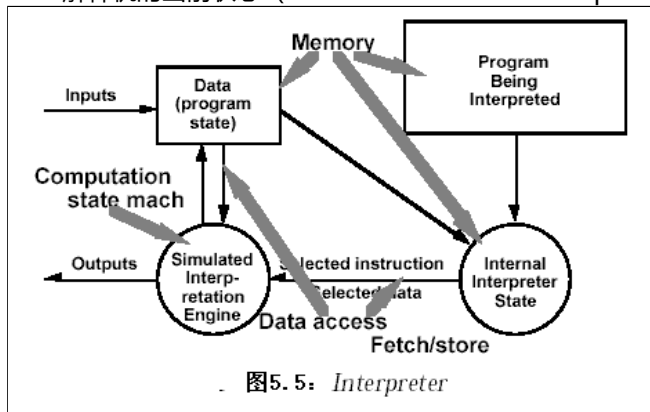 Memory
Program
Being
Interpreted
Data
(program
state)
Inputs
Computation
state mach
Outputs
Simulated
Interp-
retation
Engine
Selected instruction
Selected data
Internal
Interpreter
State
Data access
Fetch/store
图5.5: Interpreter